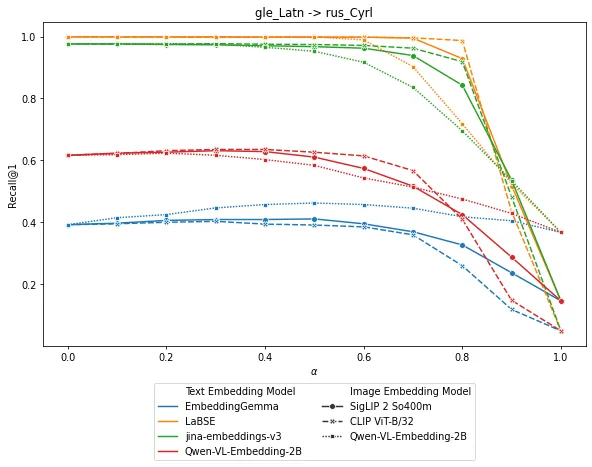 gle_Latn -> rus_Cyrl
Recall@1
1.0
0.8
0.6
0.4
0.2
0.0 0.2 0.4 0.6 0.8 1.0
α
Text Embedding Model Image Embedding Model
EmbeddingGemma SigLIP 2 So400m
LaBSE CLIP ViT-B/32
jina-embeddings-v3 Qwen-VL-Embedding-2B
Qwen-VL-Embedding-2B